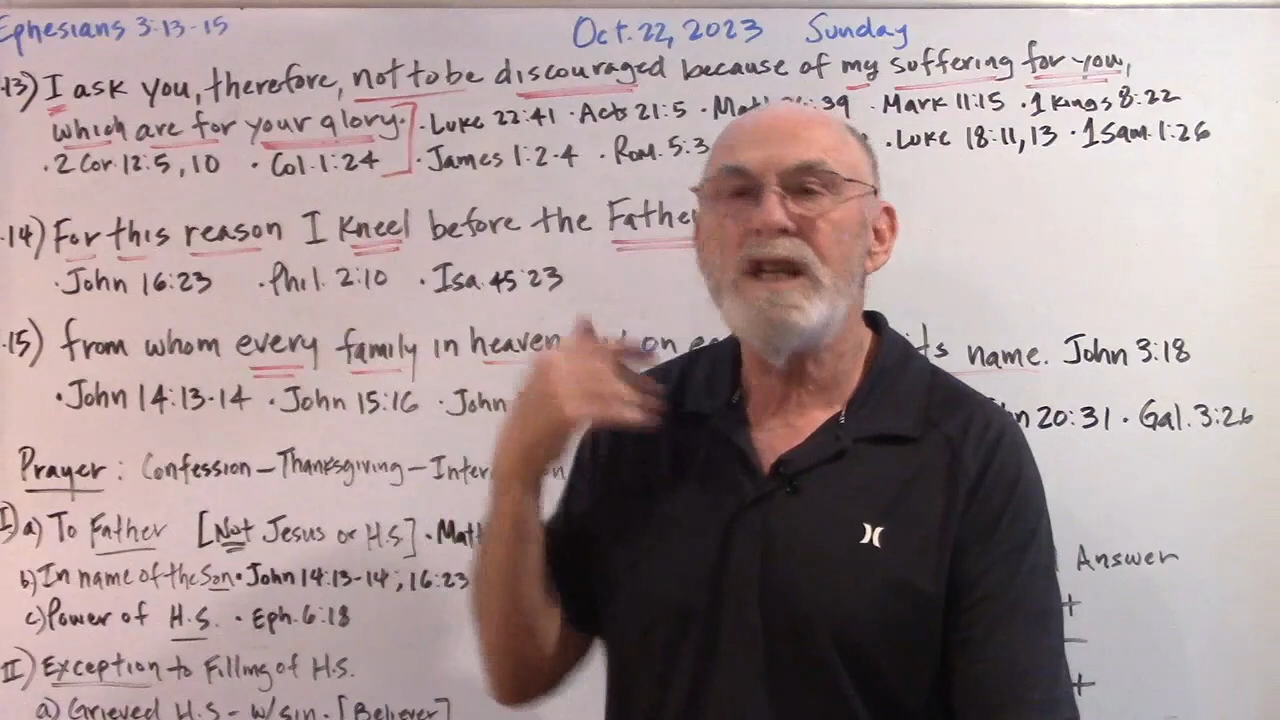 Ephesians 3:13-15 Oct. 22, 2023 Sunday
13) I ask you, therefore, not to be discouraged because of my suffering for you,
which are for your glory. · Luke 22:41 · Acts 21:5 · Mark 11:15 · 1 Kings 8:22
· 2 Cor. 12:5, 10 · Col. 1:24 · James 1:2-4 · Rom. 5:3 · Luke 18:11, 13 · 1 Sam. 1:26
14) For this reason I kneel before the Father
· John 16:23 · Phil. 2:10 · Isa. 45:23
15) from whom every family in heaven on name. John 3:18
· John 14:13-14 · John 15:16 · John 20:31 · Gal. 3:26
Prayer: Confession - Thanksgiving -
I) a) To Father [Not Jesus or H.S] ·
Answer
b) In name of the Son · John 14:13-14; 16:23
+
c) Power of H.S. · Eph. 6:18
II) Exception to Filling of H.S.
+
a) Grieved H.S - w/sin - [Believer]